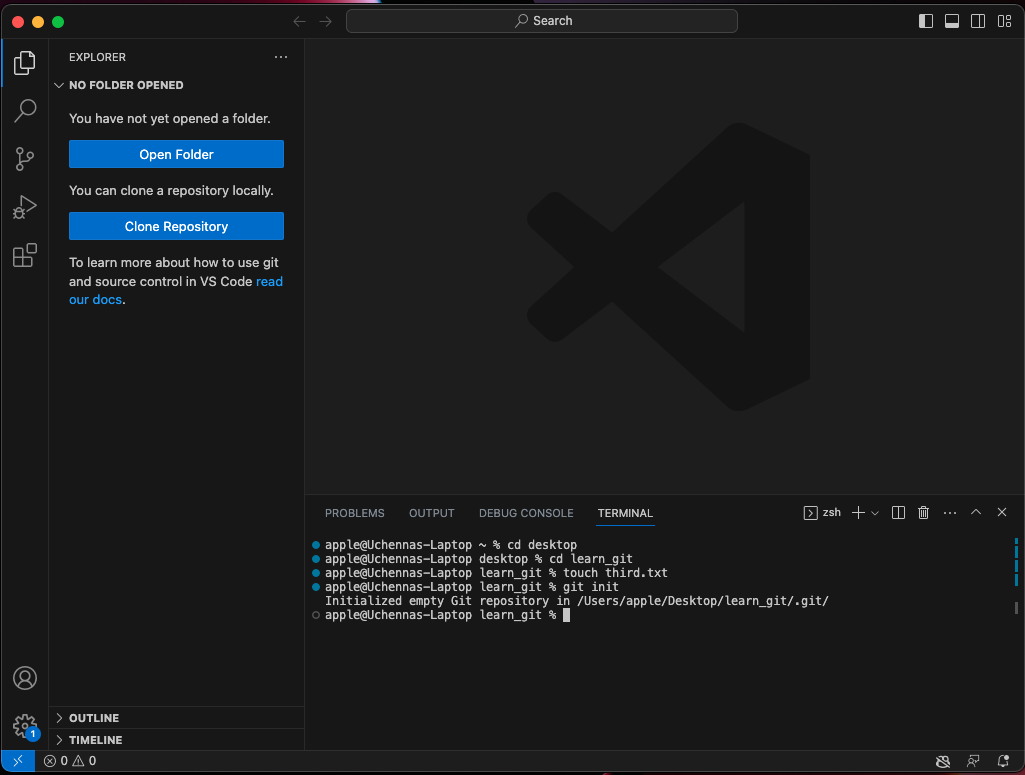 Search
EXPLORER
NO FOLDER OPENED
You have not yet opened a folder.
Open Folder
You can clone a repository locally.
Clone Repository
To learn more about how to use git
and source control in VS Code read
our docs.
OUTLINE
TIMELINE
PROBLEMS OUTPUT DEBUG CONSOLE TERMINAL zsh
apple@Uchennas-Laptop ~ % cd desktop
apple@Uchennas-Laptop desktop % cd learn_git
apple@Uchennas-Laptop learn_git % touch third.txt
apple@Uchennas-Laptop learn_git % git init
Initialized empty Git repository in /Users/apple/Desktop/learn_git/.git/
apple@Uchennas-Laptop learn_git %
1
0 0